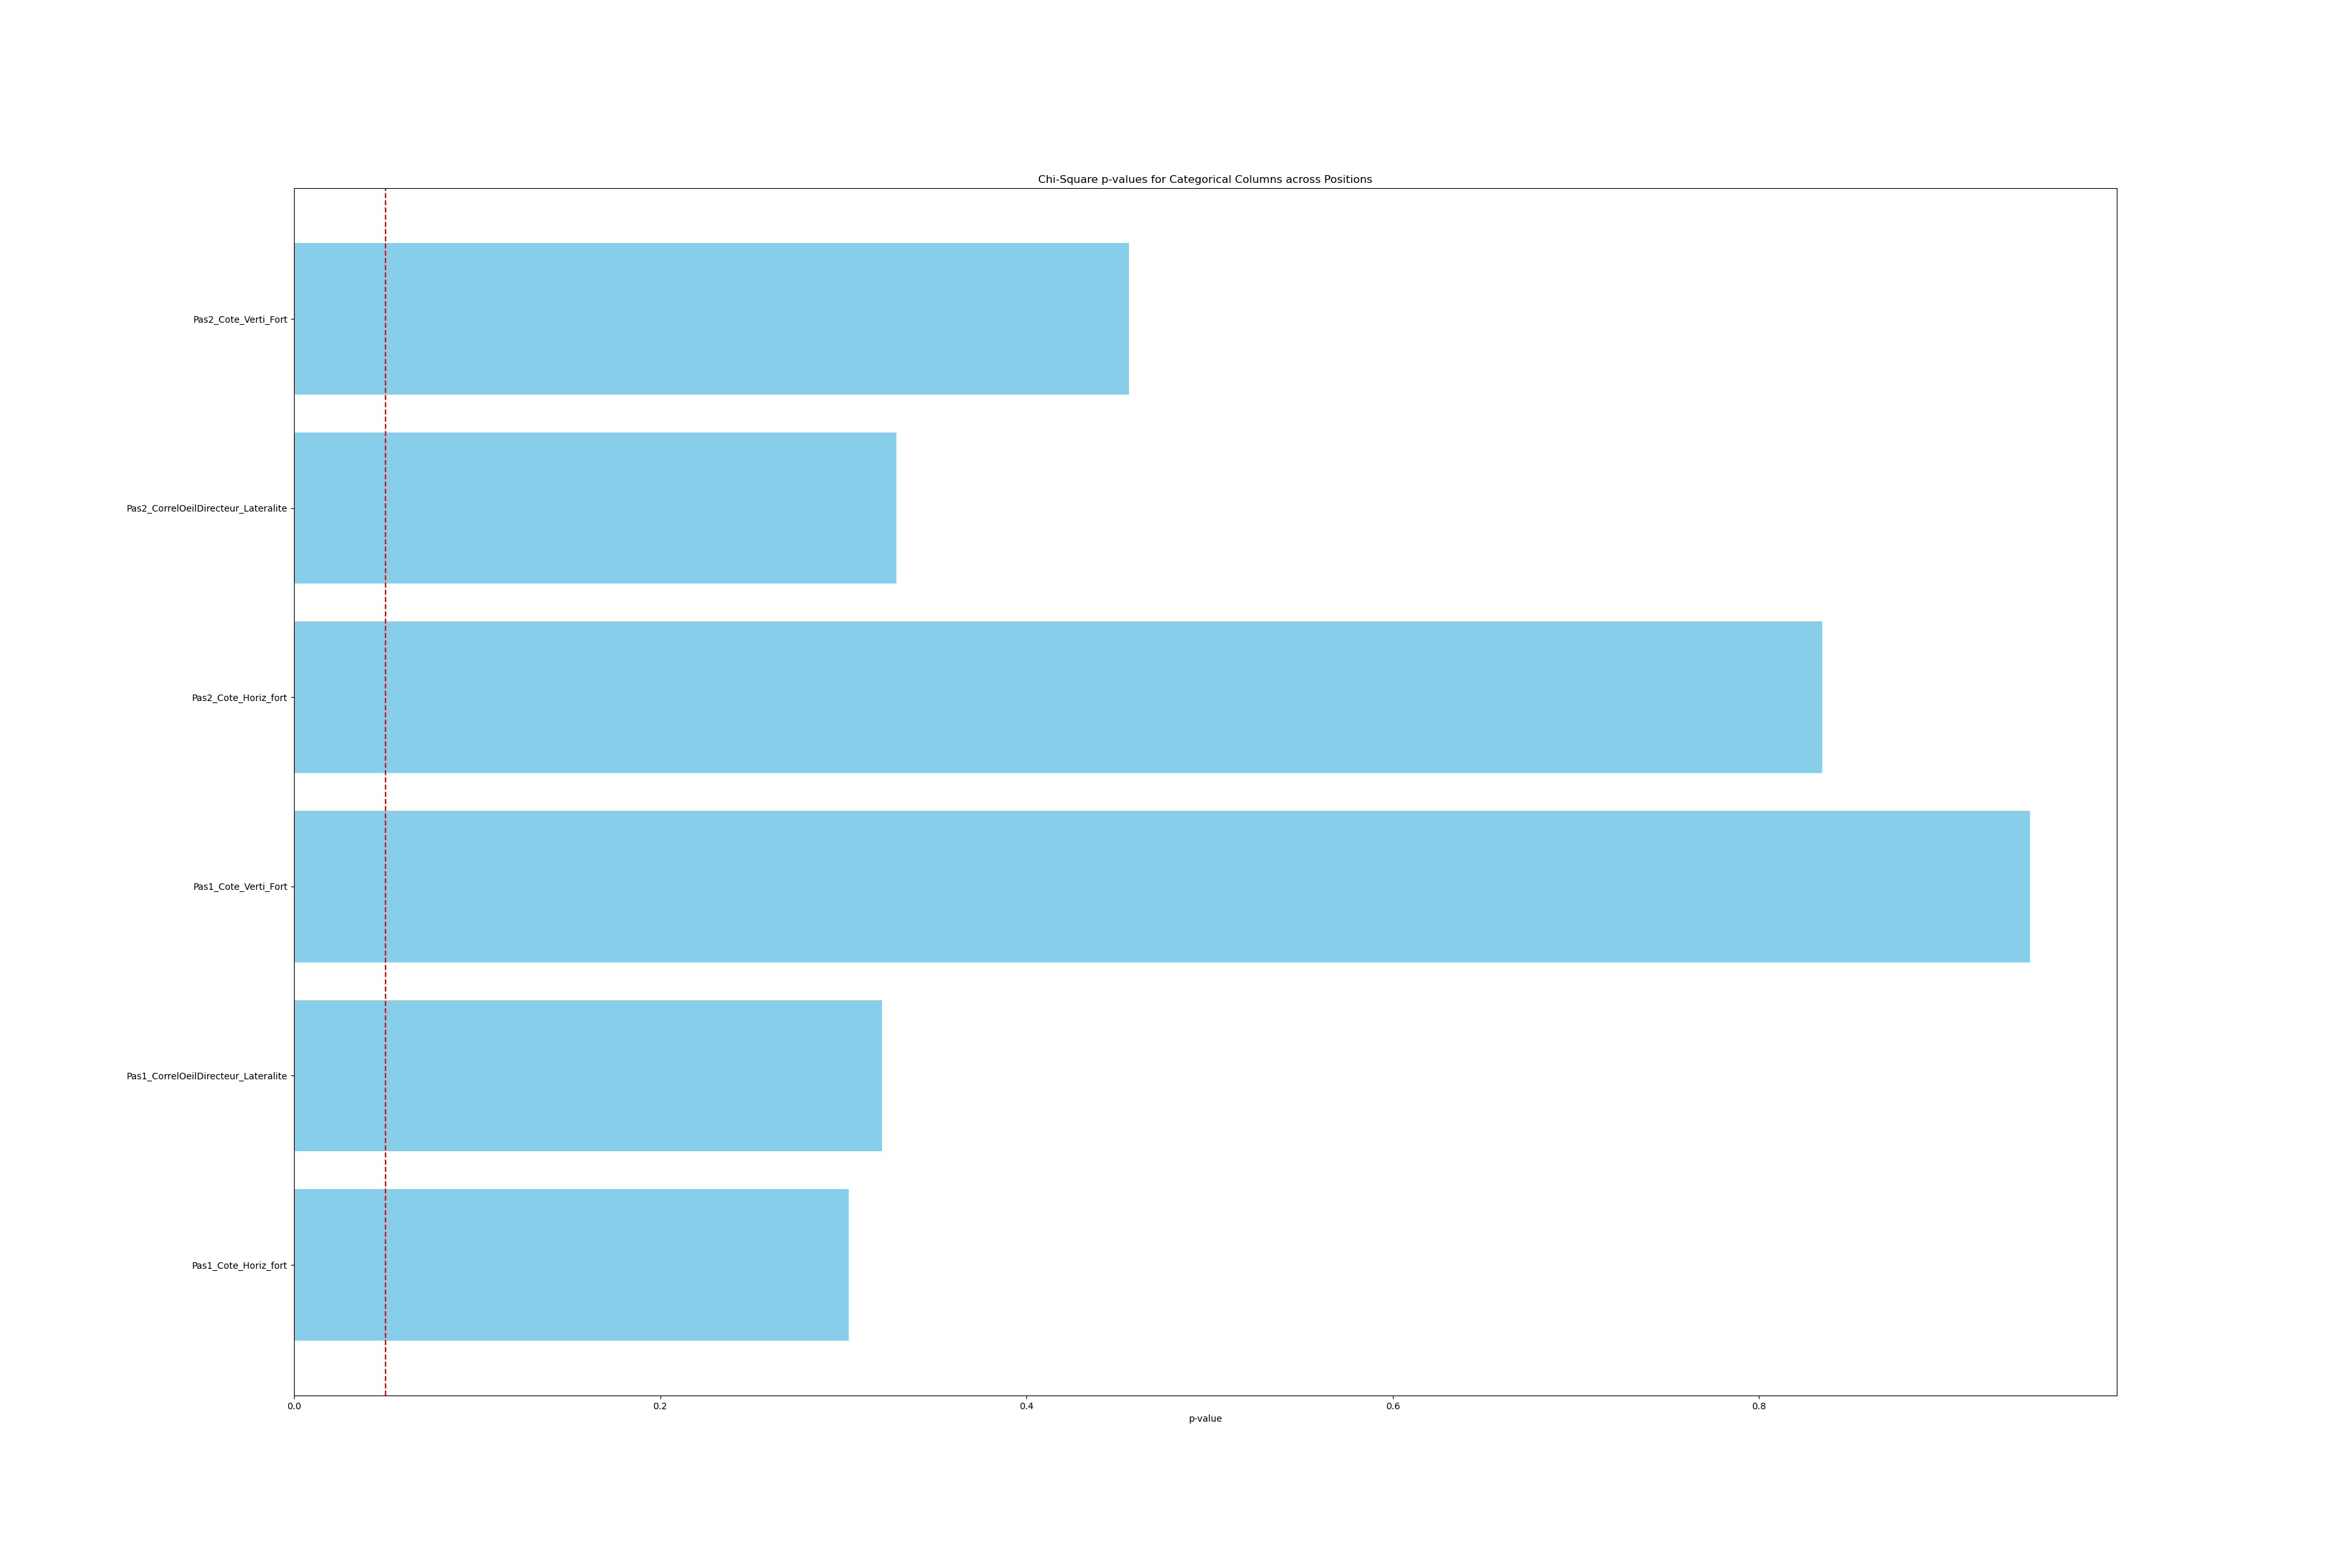 Chi-Square p-values for Categorical Columns across Positions
Pas2_Cote_Verti_Fort
Pas2_CorrelOeilDirecteur_Lateralite
Pas2_Cote_Horiz_fort
Pas1_Cote_Verti_Fort
Pas1_CorrelOeilDirecteur_Lateralite
Pas1_Cote_Horiz_fort
0.0 0.2 0.4 0.6 0.8
p-value